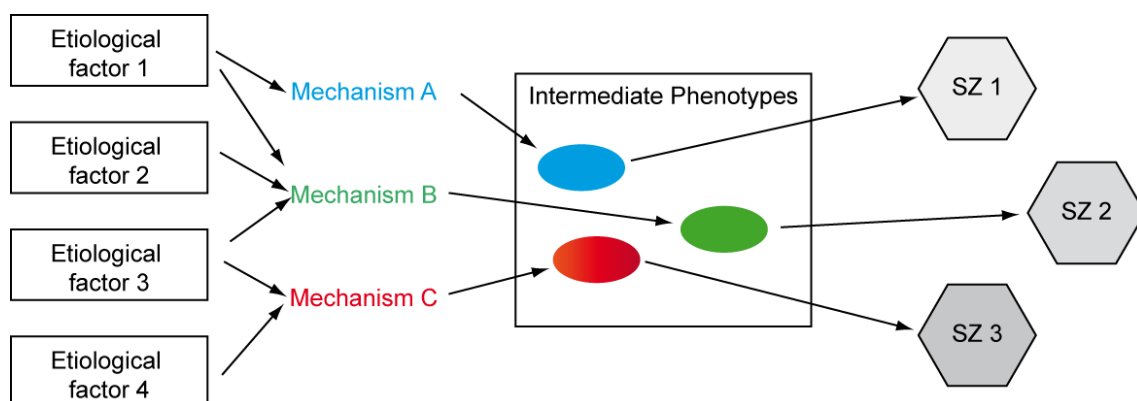 Etiological
factor 1
Mechanism A
Intermediate Phenotypes
SZ 1
Etiological
factor 2
Mechanism B
SZ 2
Etiological
factor 3
Mechanism C
SZ 3
Etiological
factor 4